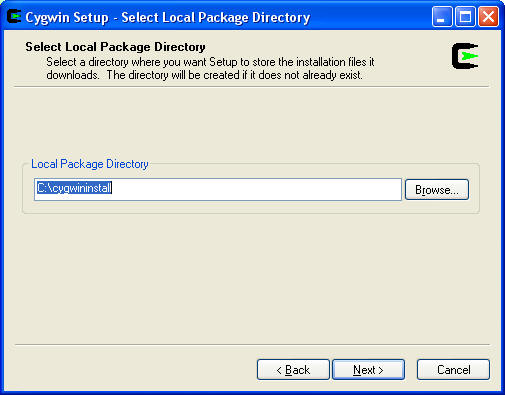 Cygwin Setup - Select Local Package Directory
Select Local Package Directory
Select a directory where you want Setup to store the installation files it
downloads. The directory will be created if it does not already exist.
Local Package Directory
C:\cygwininstall
Browse...
< Back
Next >
Cancel